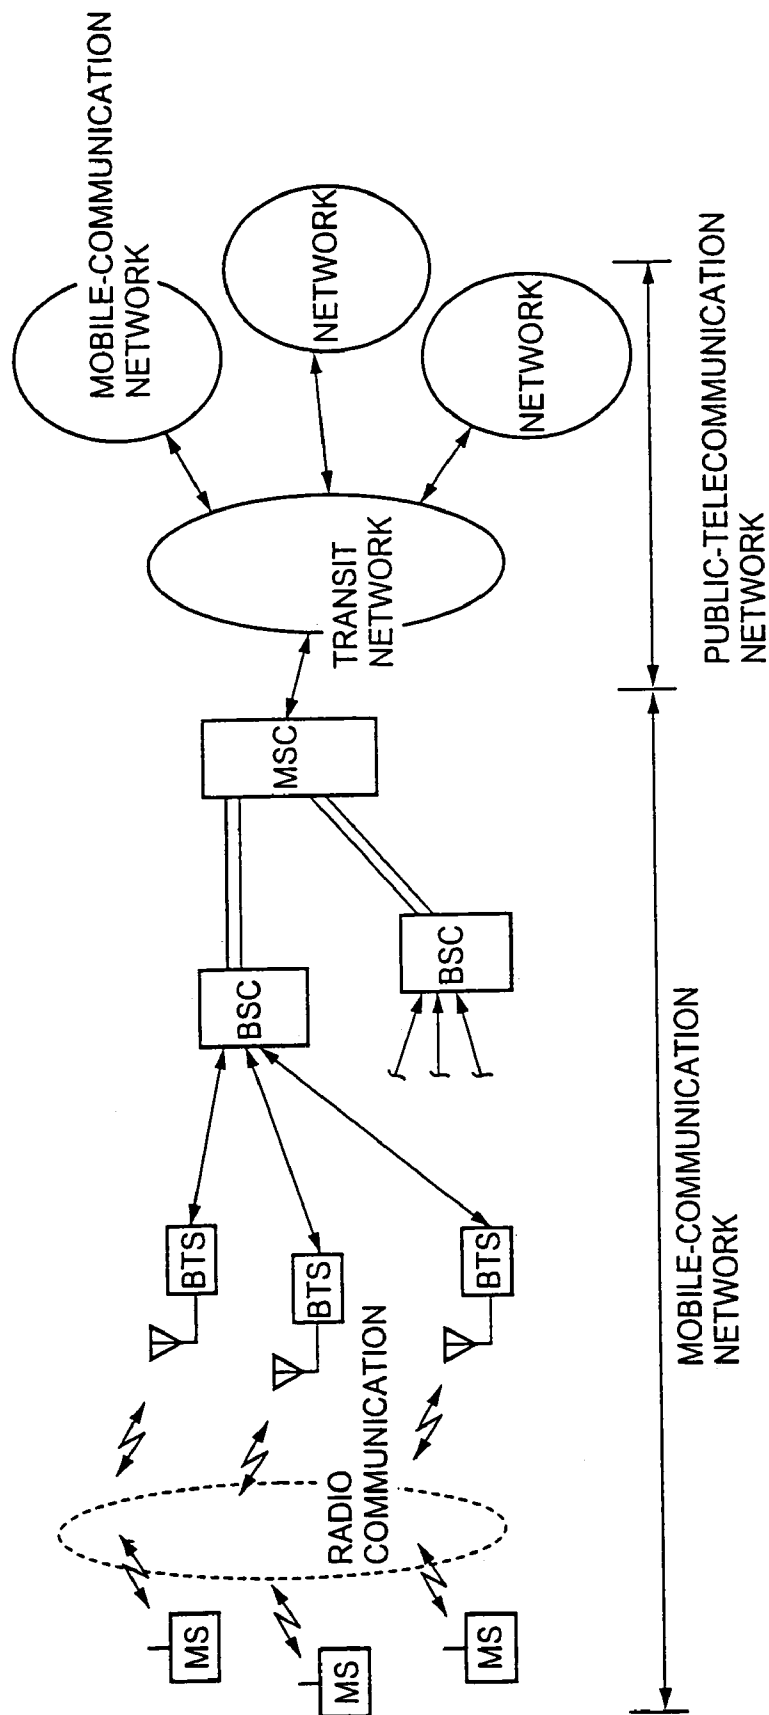 MS
MS
MS
RADIO
COMMUNICATION
BTS
BTS
BTS
BSC
BSC
MSC
TRANSIT
NETWORK
MOBILE-COMMUNICATION
NETWORK
NETWORK
NETWORK
MOBILE-COMMUNICATION
NETWORK
PUBLIC-TELECOMMUNICATION
NETWORK